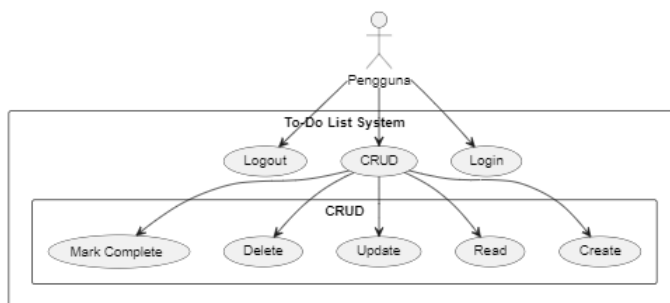 Pengguna
To-Do List System
Logout
CRUD
Login
CRUD
Mark Complete
Delete
Update
Read
Create